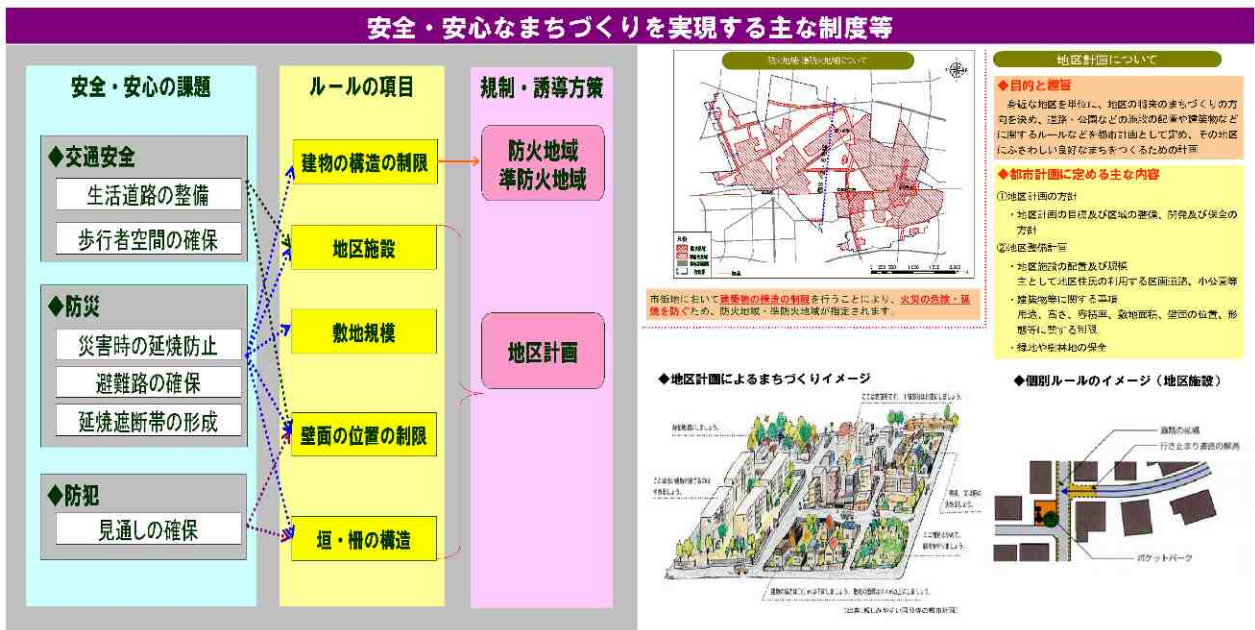 安全・安心なまちづくりを実現する主な制度等
安全・安心の課題
◆交通安全
生活道路の整備
歩行者空間の確保
◆防災
災害時の延焼防止
避難路の確保
延焼遮断帯の形成
◆防犯
見通しの確保
ルールの項目
建物の構造の制限
地区施設
敷地規模
壁面の位置の制限
垣・柵の構造
規制・誘導方策
防火地域
準防火地域
地区計画
防火地域・準防火地域について
市街地において建築物の構造の制限を行うことにより、火災の危険・延
焼を防ぐため、防火地域・準防火地域が指定されます。
地区計画について
◆目的と趣旨
身近な地区を単位に、地区の将来のまちづくりの方
向を決め、道路・公園などの施設の配置や建築物など
に関するルールなどを都市計画として定め、その地区
にふさわしい良好なまちをつくるための計画
◆都市計画に定める主な内容
①地区計画の方針
・地区計画の目標及び区域の整備、開発及び保全の
方針
②地区整備計画
・地区施設の配置及び規模
主として地区住民の利用する区画道路、小公園等
・建築物等に関する事項
用途、高さ、容積率、敷地面積、壁面の位置、形
態等に関する制限
・緑地や樹林地の保全
◆地区計画によるまちづくりイメージ
◆個別ルールのイメージ（地区施設）
道路の拡幅
行き止まり道路の解消
ポケットパーク